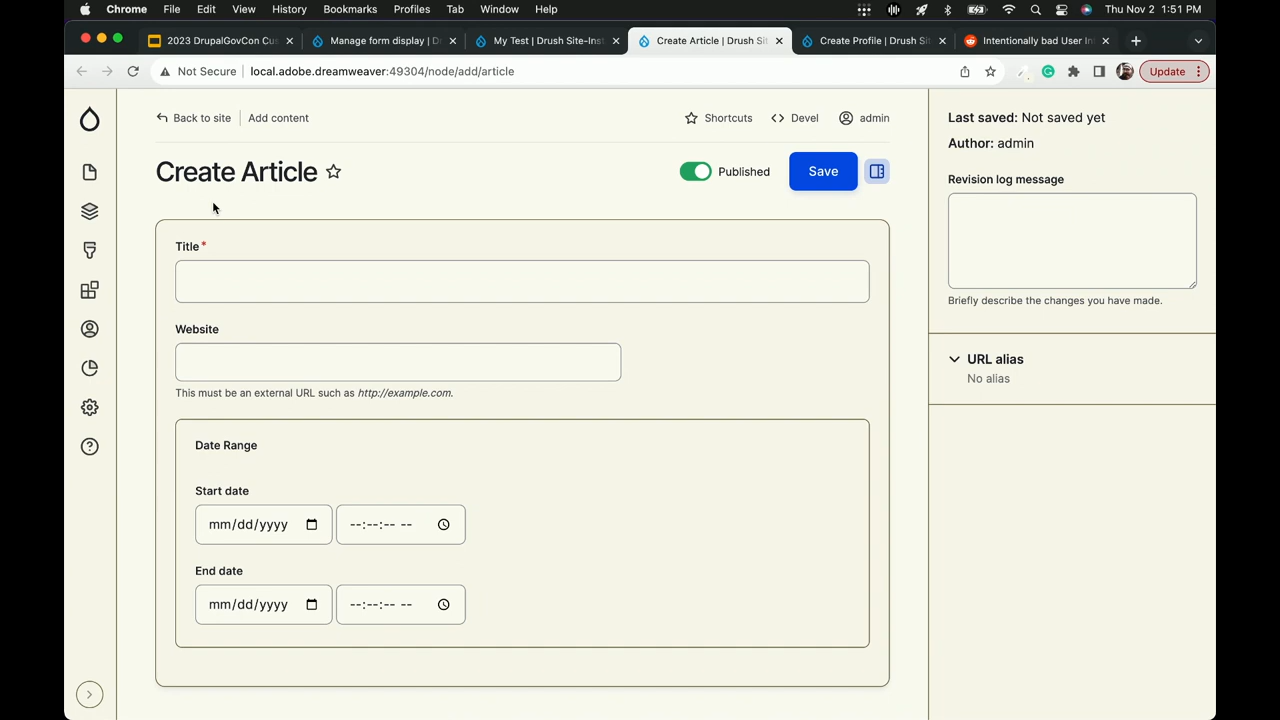 Chrome File Edit View History Bookmarks Profiles Tab Window Help Thu Nov 2 1:51 PM
2023 DrupalGovCon Cus Manage form display | D My Test | Drush Site-Inst Create Article | Drush Si Create Profile | Drush Si Intentionally bad User In
Not Secure local.adobe.dreamweaver:49304/node/add/article Update
Back to site Add content Shortcuts Devel admin
Create Article Published Save
Title*
Website
This must be an external URL such as http://example.com.
Date Range
Start date
mm/dd/yyyy --:--:-- --
End date
mm/dd/yyyy --:--:-- --
Last saved: Not saved yet
Author: admin
Revision log message
Briefly describe the changes you have made.
URL alias
No alias